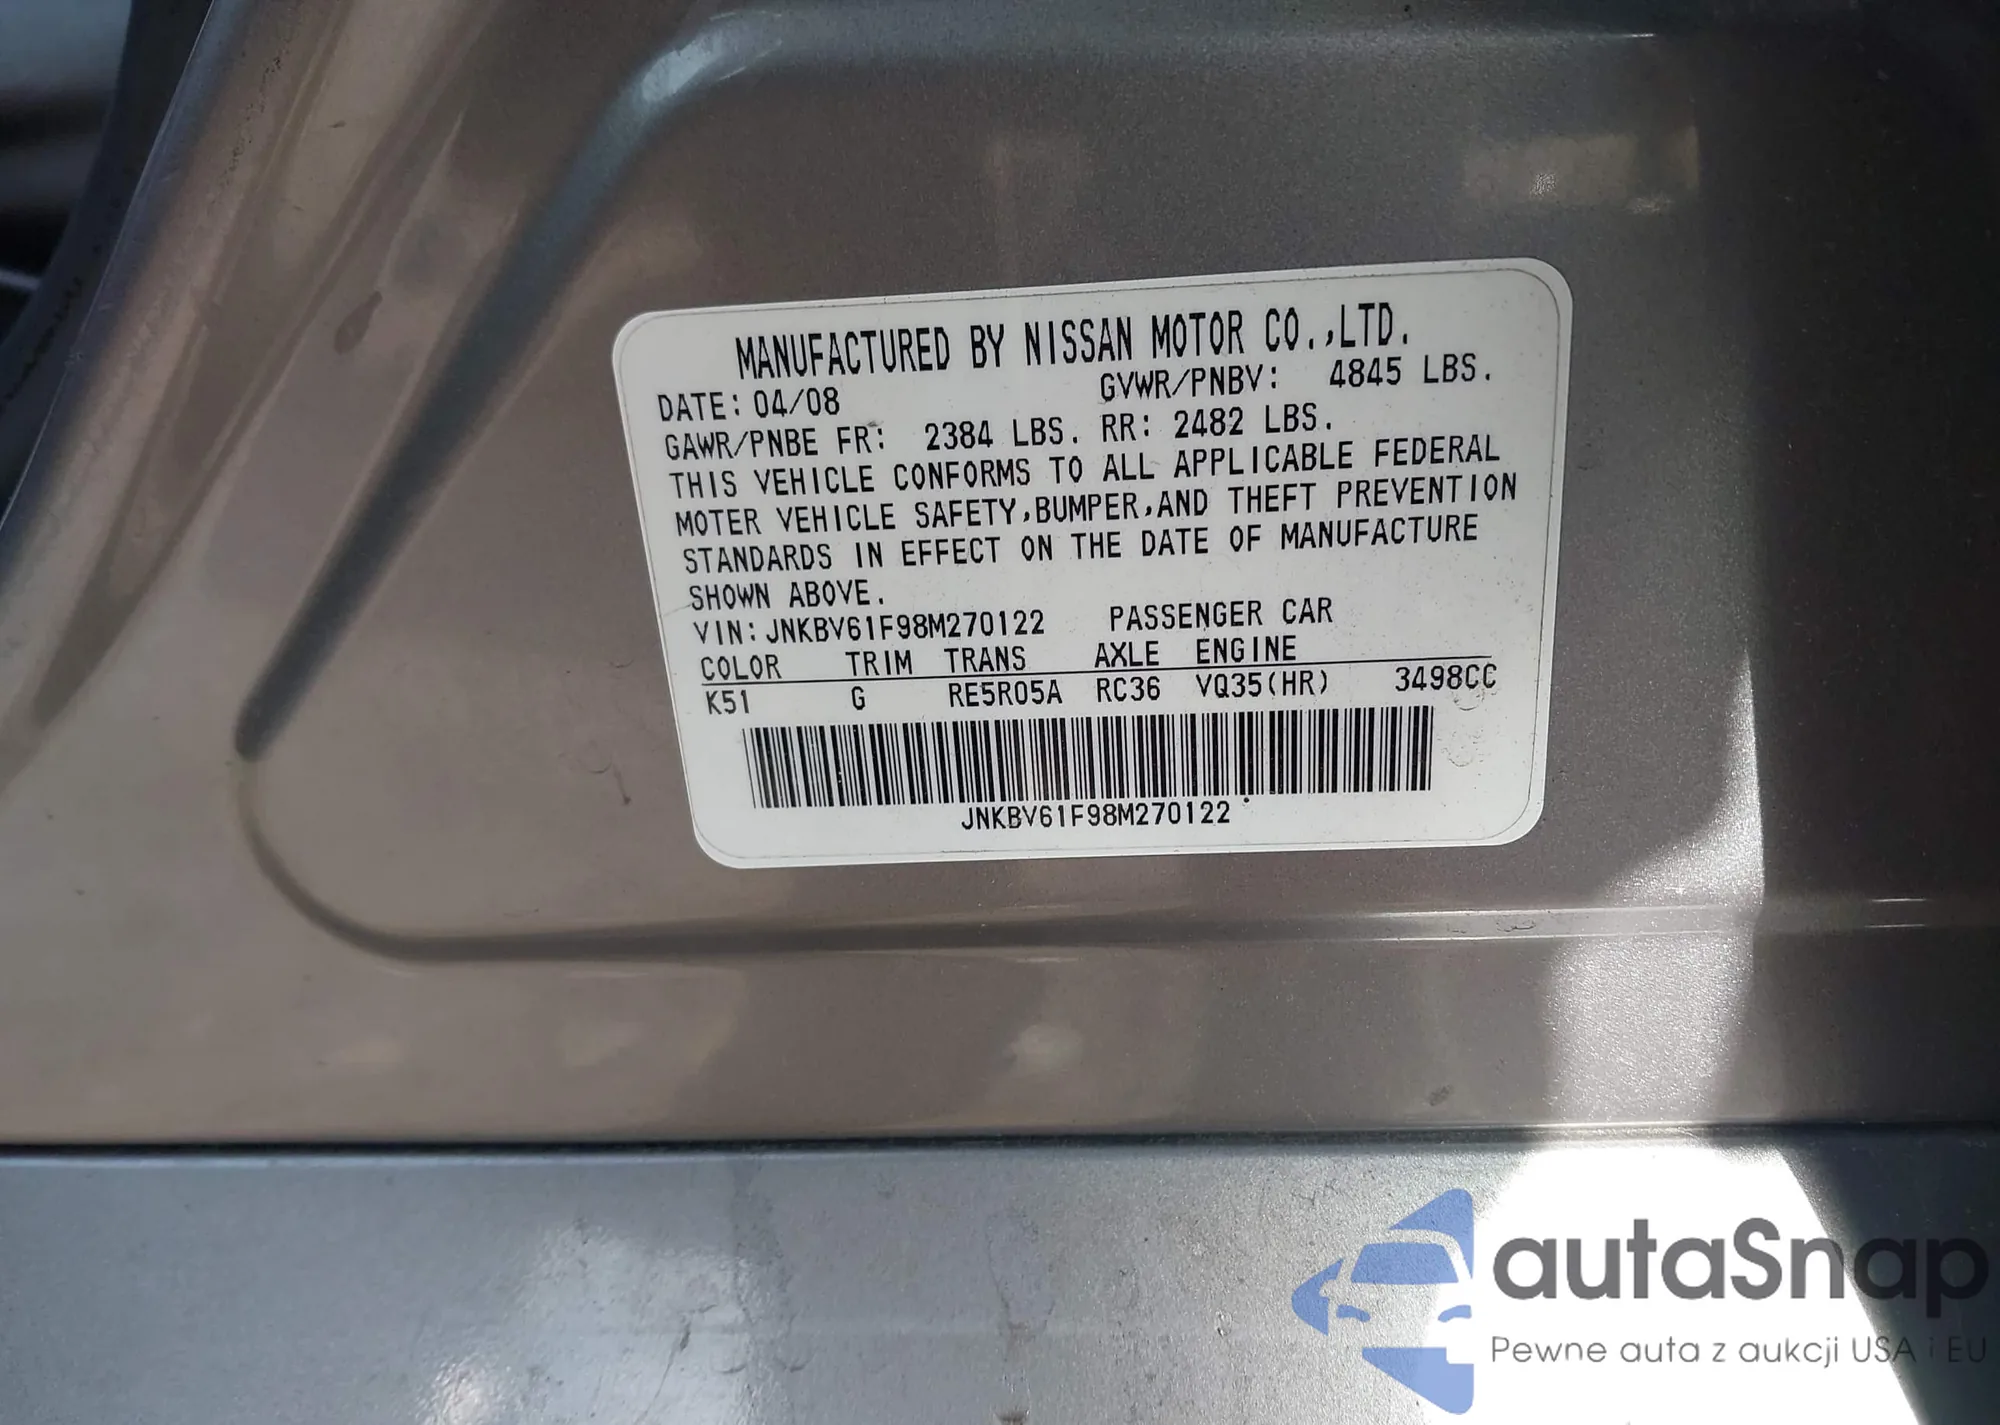 MANUFACTURED BY NISSAN MOTOR CO.,LTD.
DATE: 04/08 GVWR/PNBV: 4845 LBS.
GAWR/PNBE FR: 2384 LBS. RR: 2482 LBS.
THIS VEHICLE CONFORMS TO ALL APPLICABLE FEDERAL
MOTER VEHICLE SAFETY,BUMPER,AND THEFT PREVENTION
STANDARDS IN EFFECT ON THE DATE OF MANUFACTURE
SHOWN ABOVE.
VIN: JNKBV61F98M270122 PASSENGER CAR
COLOR TRIM TRANS AXLE ENGINE
K51 G RE5R05A RC36 VQ35(HR) 3498CC
JNKBV61F98M270122
autaSnap
Pewne auta z aukcji USA i EU